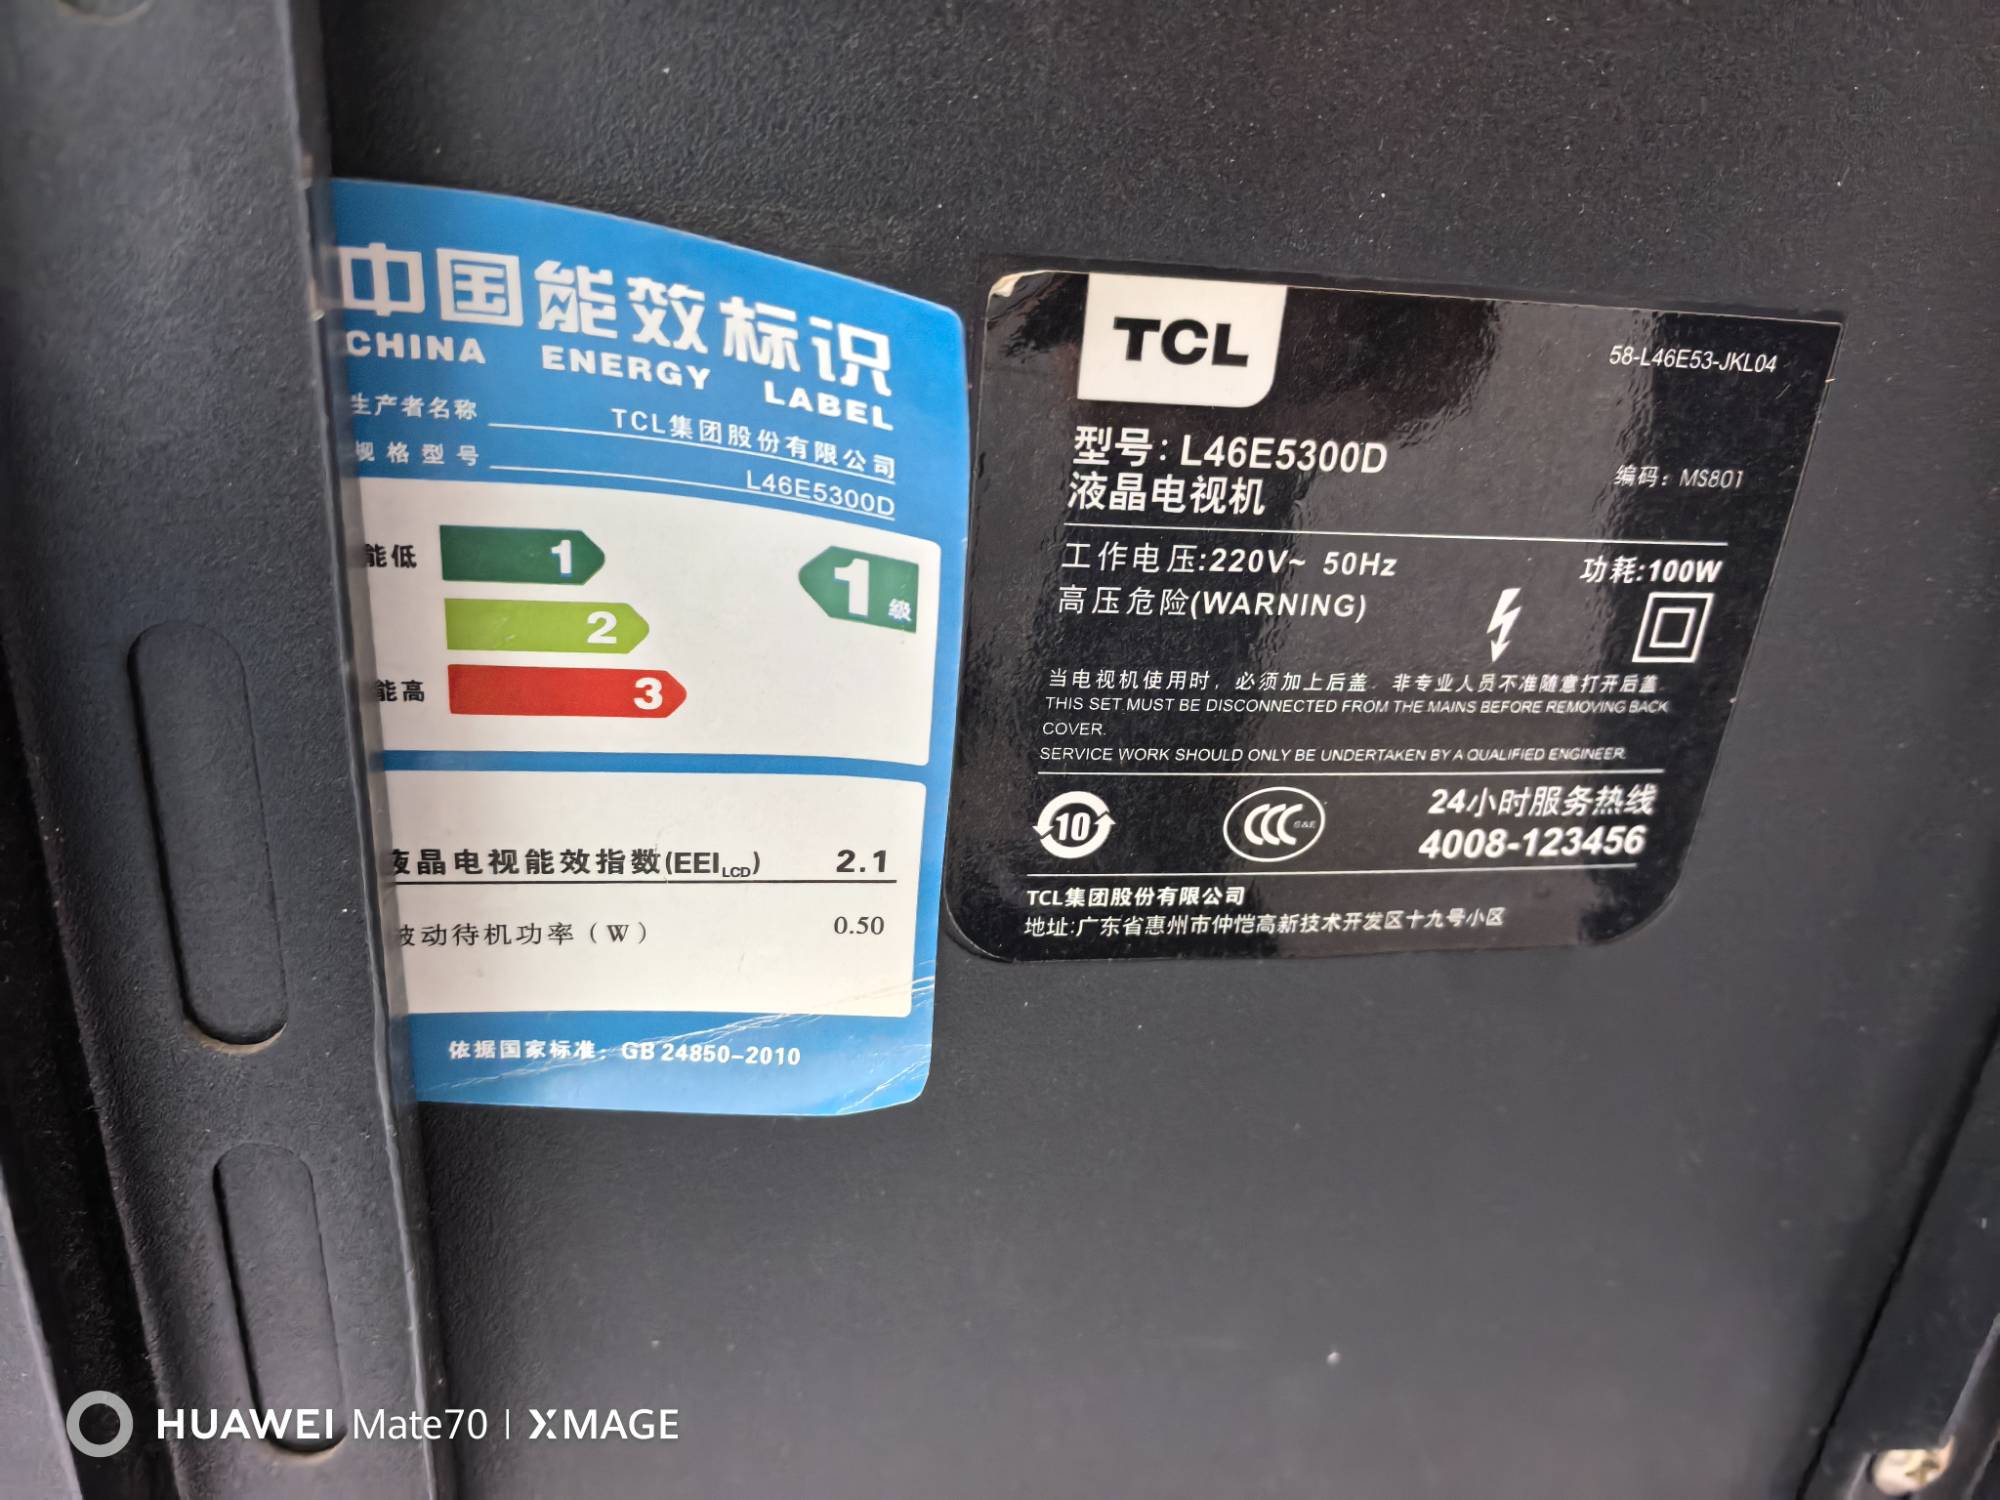 中国能效标识
CHINA ENERGY LABEL
生产者名称 TCL集团股份有限公司
规格型号 L46E5300D
能低
1
2
3
1级
能高
液晶电视能效指数(EEILCD) 2.1
被动待机功率(W) 0.50
依据国家标准: GB 24850-2010
TCL
58-L46E53-JKL04
型号: L46E5300D
液晶电视机
编码: MS801
工作电压:220V~ 50Hz
功耗:100W
高压危险(WARNING)
当电视机使用时, 必须加上后盖. 非专业人员不准随意打开后盖.
THIS SET MUST BE DISCONNECTED FROM THE MAINS BEFORE REMOVING BACK
COVER.
SERVICE WORK SHOULD ONLY BE UNDERTAKEN BY A QUALIFIED ENGINEER.
10
CCC
S&E
24小时服务热线
4008-123456
TCL集团股份有限公司
地址:广东省惠州市仲恺高新技术开发区十九号小区
HUAWEI Mate70 | XMAGE